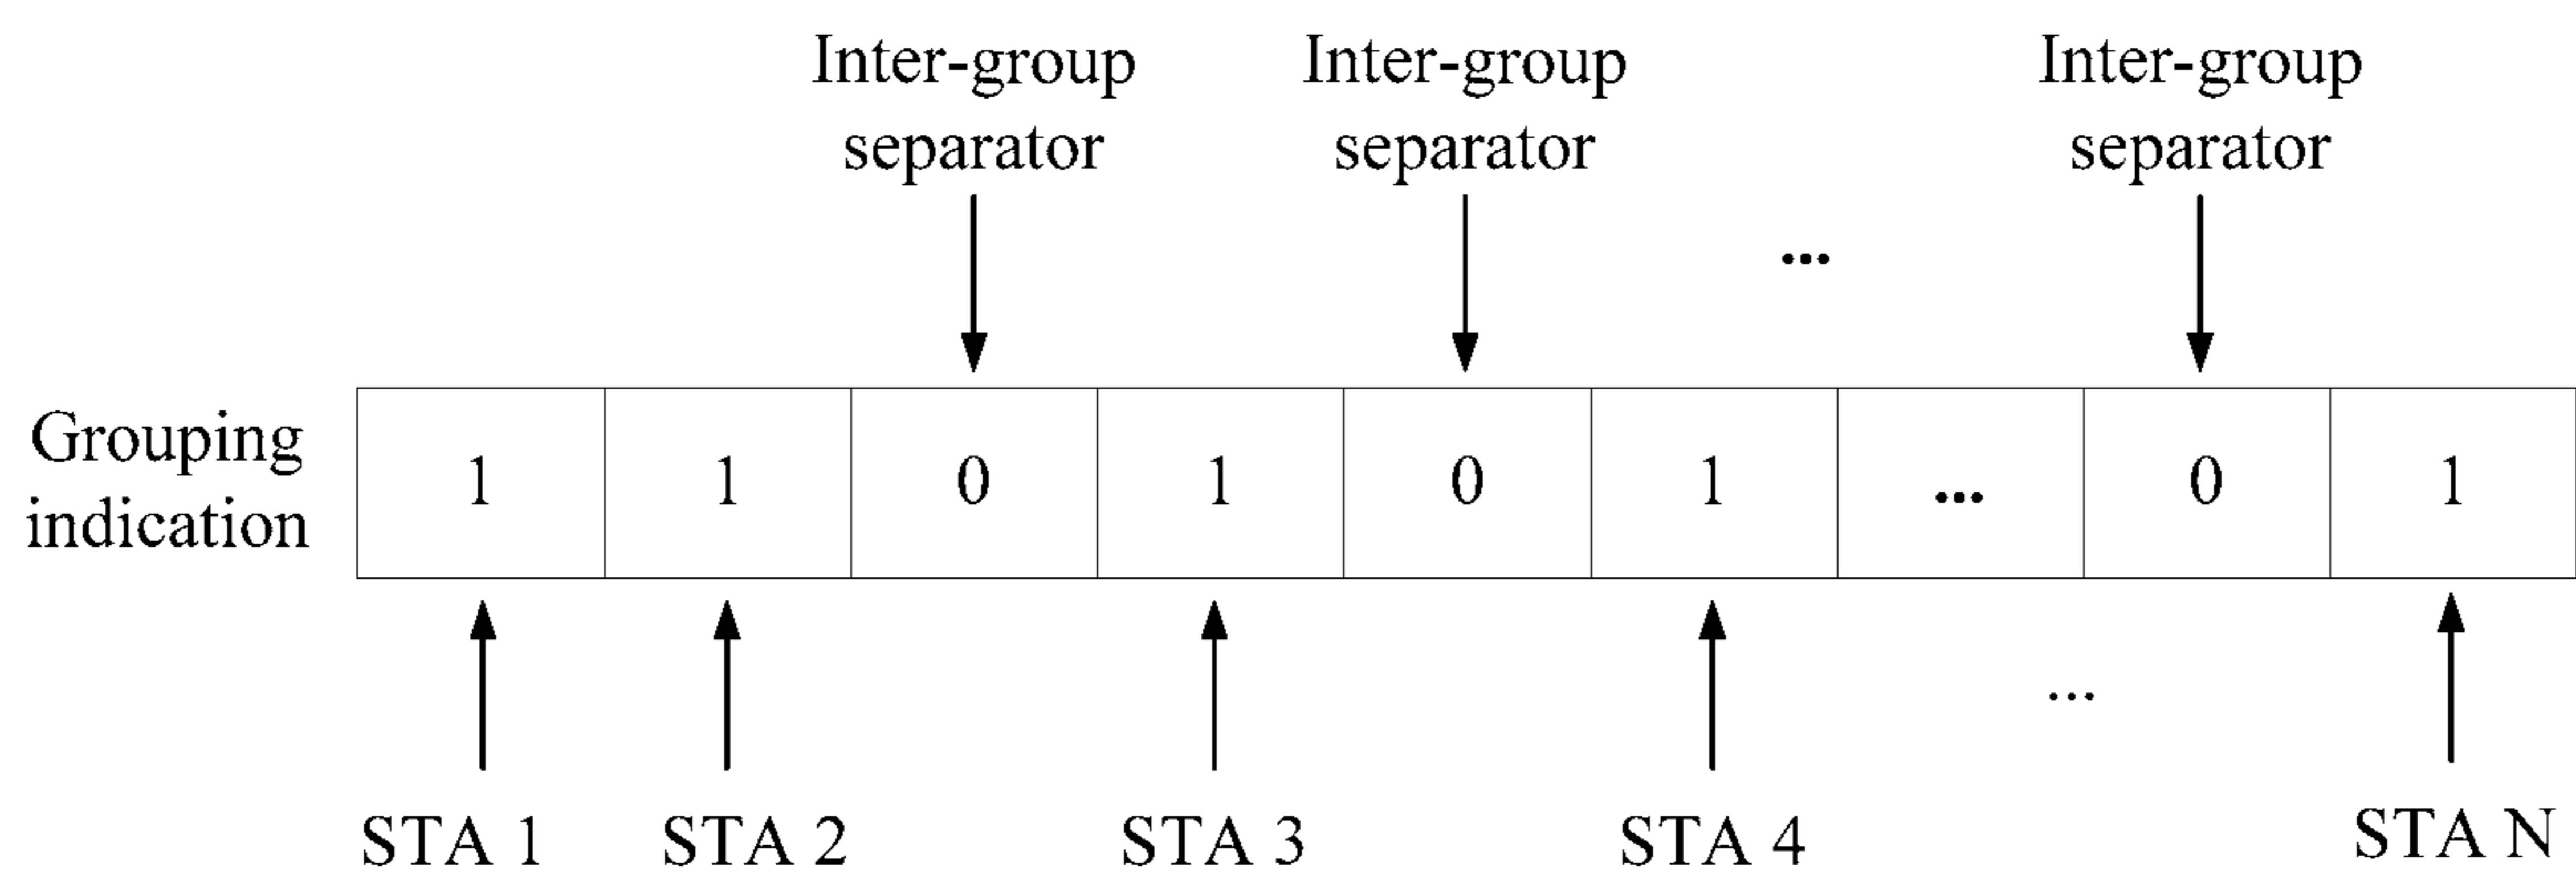 Inter-group Inter-group Inter-group
separator separator separator
...
Grouping
indication
1 1 0 1 0 1 ... 0 1
...
STA 1 STA 2 STA 3 STA 4 STA N